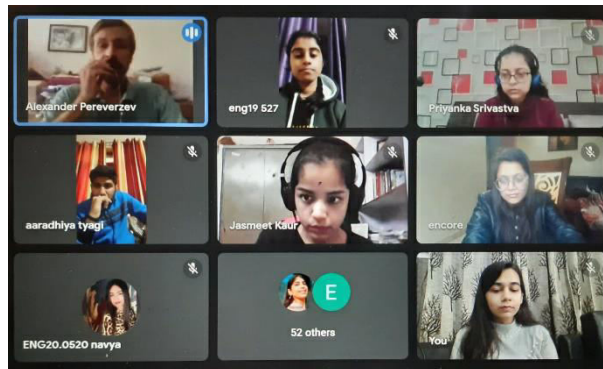 Alexander Pereverzev
eng19 527
Priyanka Srivastva
aaradhiya tyagi
Jasmeet Kaur
encore
ENG20.0520 navya
E
52 others
You